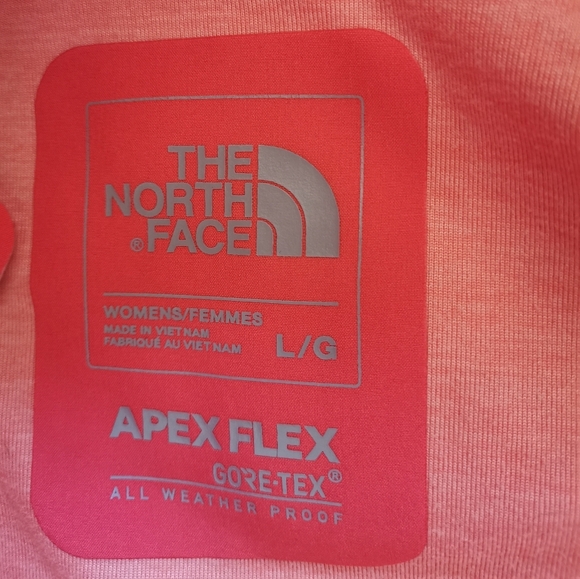 THE
NORTH
® FACE
WOMENS/FEMMES
MADE IN VIETNAM
FABRIQUÉ AU VIETNAM
L/G
APEX FLEX
GORE-TEX®
ALL WEATHER PROOF